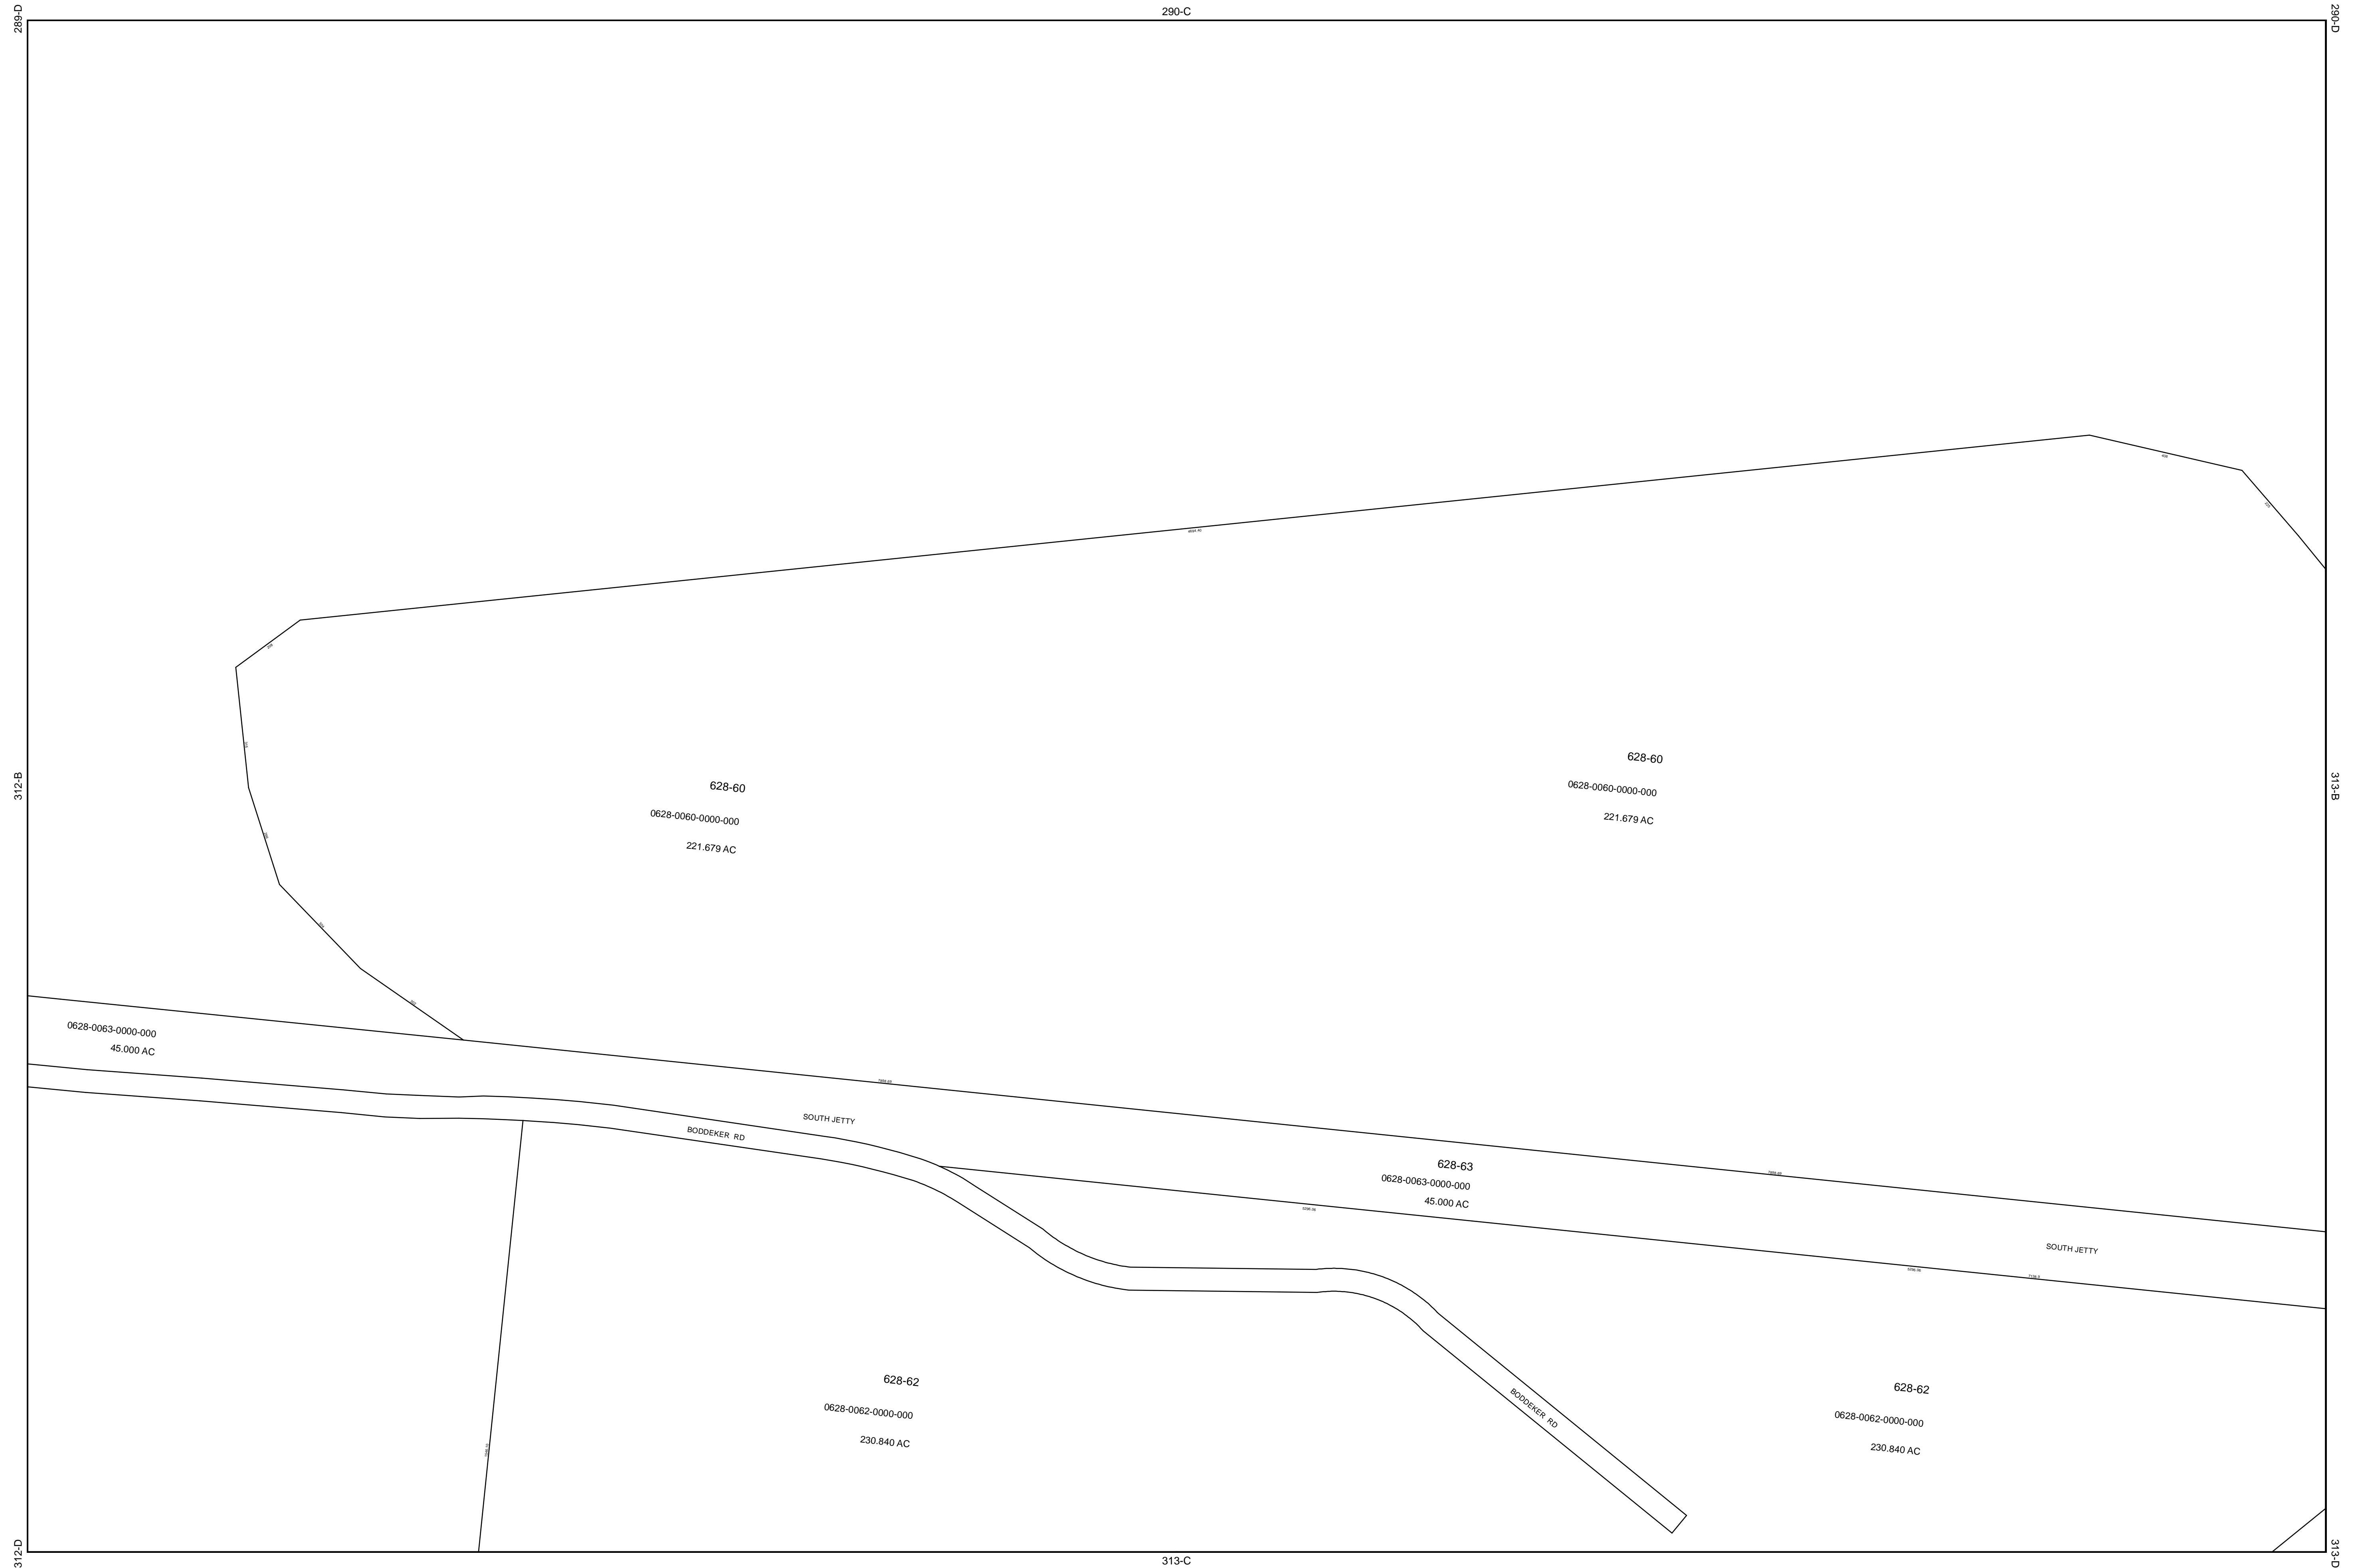 289-D
290-C
290-D
312-B
313-B
628-60
0628-0060-0000-000
221.679 AC
628-60
0628-0060-0000-000
221.679 AC
0628-0063-0000-000
45.000 AC
SOUTH JETTY
BODDEKER RD
628-63
0628-0063-0000-000
45.000 AC
SOUTH JETTY
628-62
0628-0062-0000-000
230.840 AC
BODDEKER RD
628-62
0628-0062-0000-000
230.840 AC
312-D
313-C
313-D